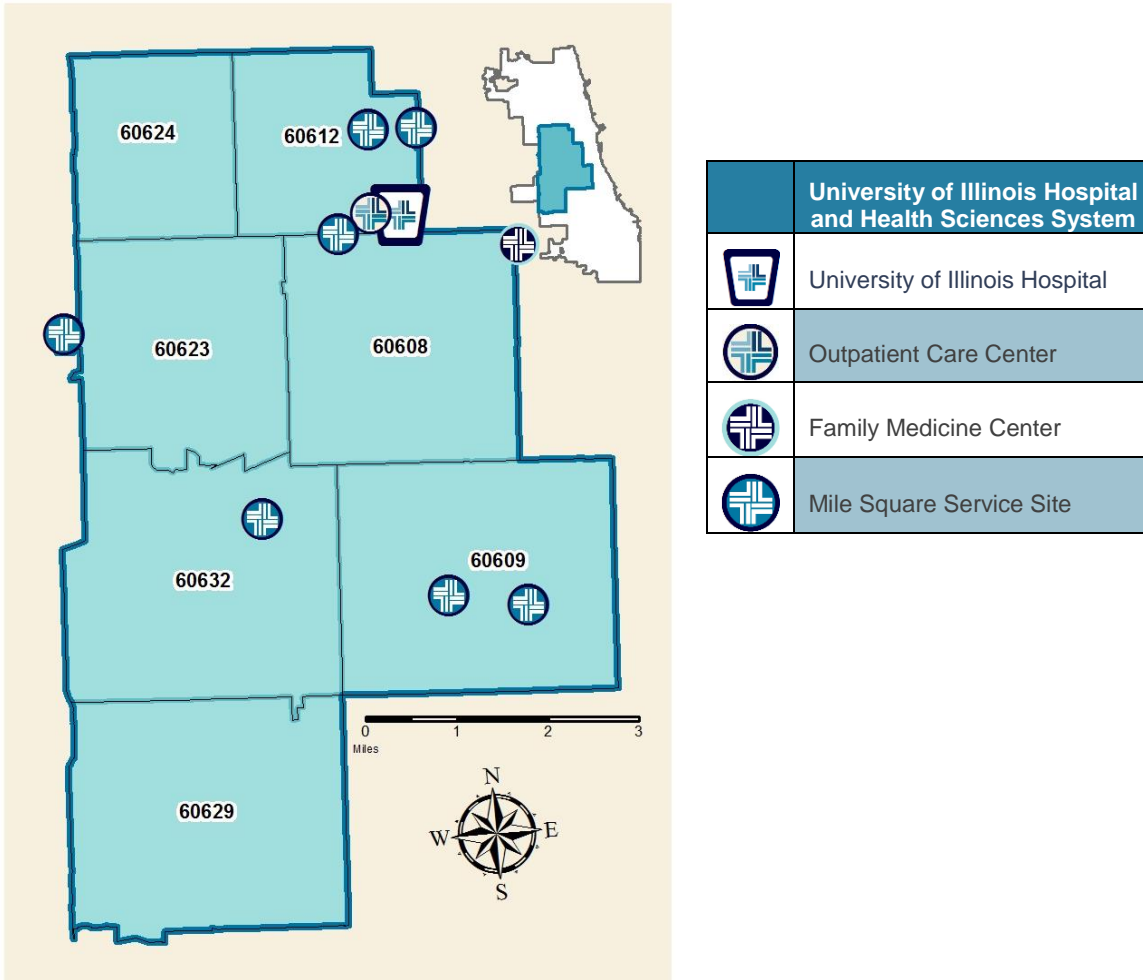 60624
60612
60623
60608
60632
60609
60629
0 1 2 3
Miles
N
W E
S
University of Illinois Hospital
and Health Sciences System
University of Illinois Hospital
Outpatient Care Center
Family Medicine Center
Mile Square Service Site